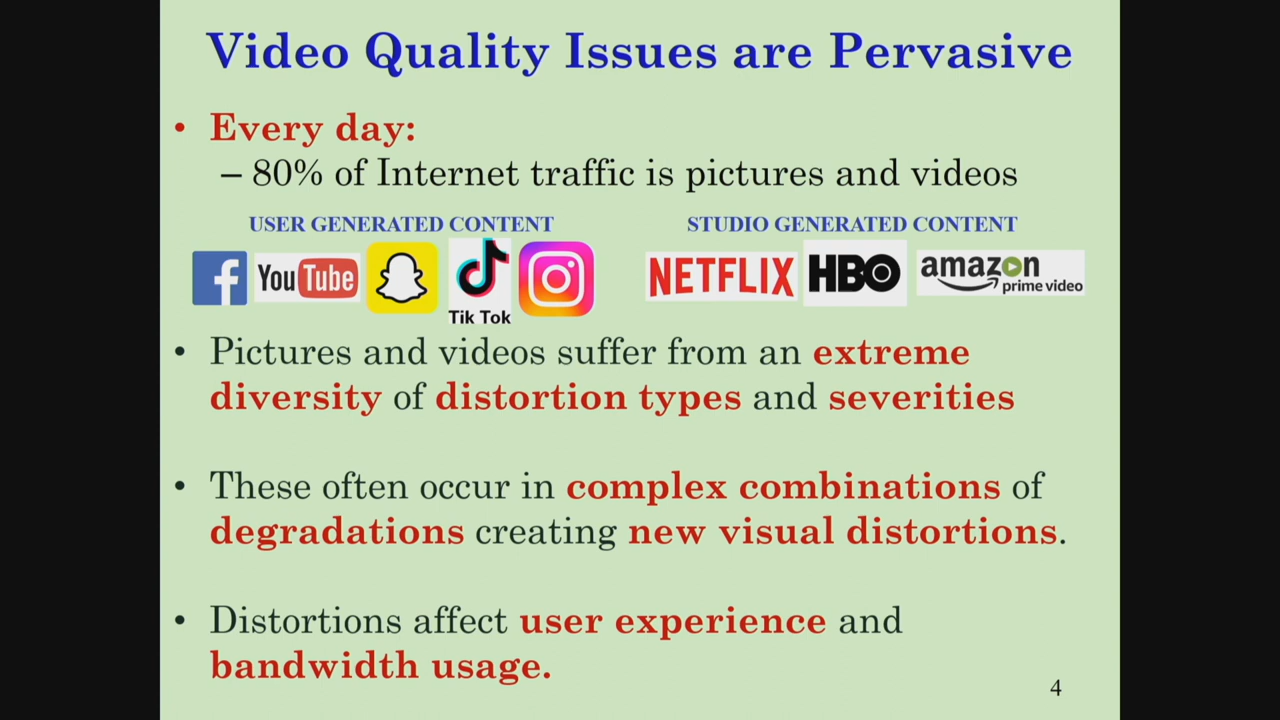 Video Quality Issues are Pervasive
• Every day:
– 80% of Internet traffic is pictures and videos
USER GENERATED CONTENT
STUDIO GENERATED CONTENT
f YouTube Tik Tok
NETFLIX HBO amazon prime video
• Pictures and videos suffer from an extreme
diversity of distortion types and severities
• These often occur in complex combinations of
degradations creating new visual distortions.
• Distortions affect user experience and
bandwidth usage.
4